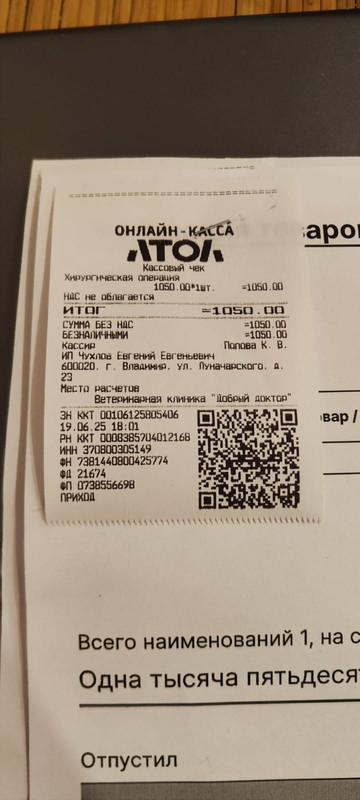 ОНЛАЙН-КАССА
АТОЛ
Кассовый чек
Хирургическая операция
1050.00*1шт. =1050.00
НДС не облагается
ИТОГ =1050.00
СУММА БЕЗ НДС =1050.00
БЕЗНАЛИЧНЫМИ =1050.00
Кассир Попова К. В.
ИП Чухлов Евгений Евгеньевич
600020, г. Владимир, ул. Луначарского, д.
23
Место расчетов
Ветеринарная клиника "Добрый доктор"
ЗН ККТ 00106125805406
19.06.25 18:01
РН ККТ 0008385704012168
ИНН 370800305149
ФН 7381440800425774
ФД 21674
ФП 0738556698
ПРИХОД
Всего наименований 1, на с
Одна тысяча пятьдеся
Отпустил